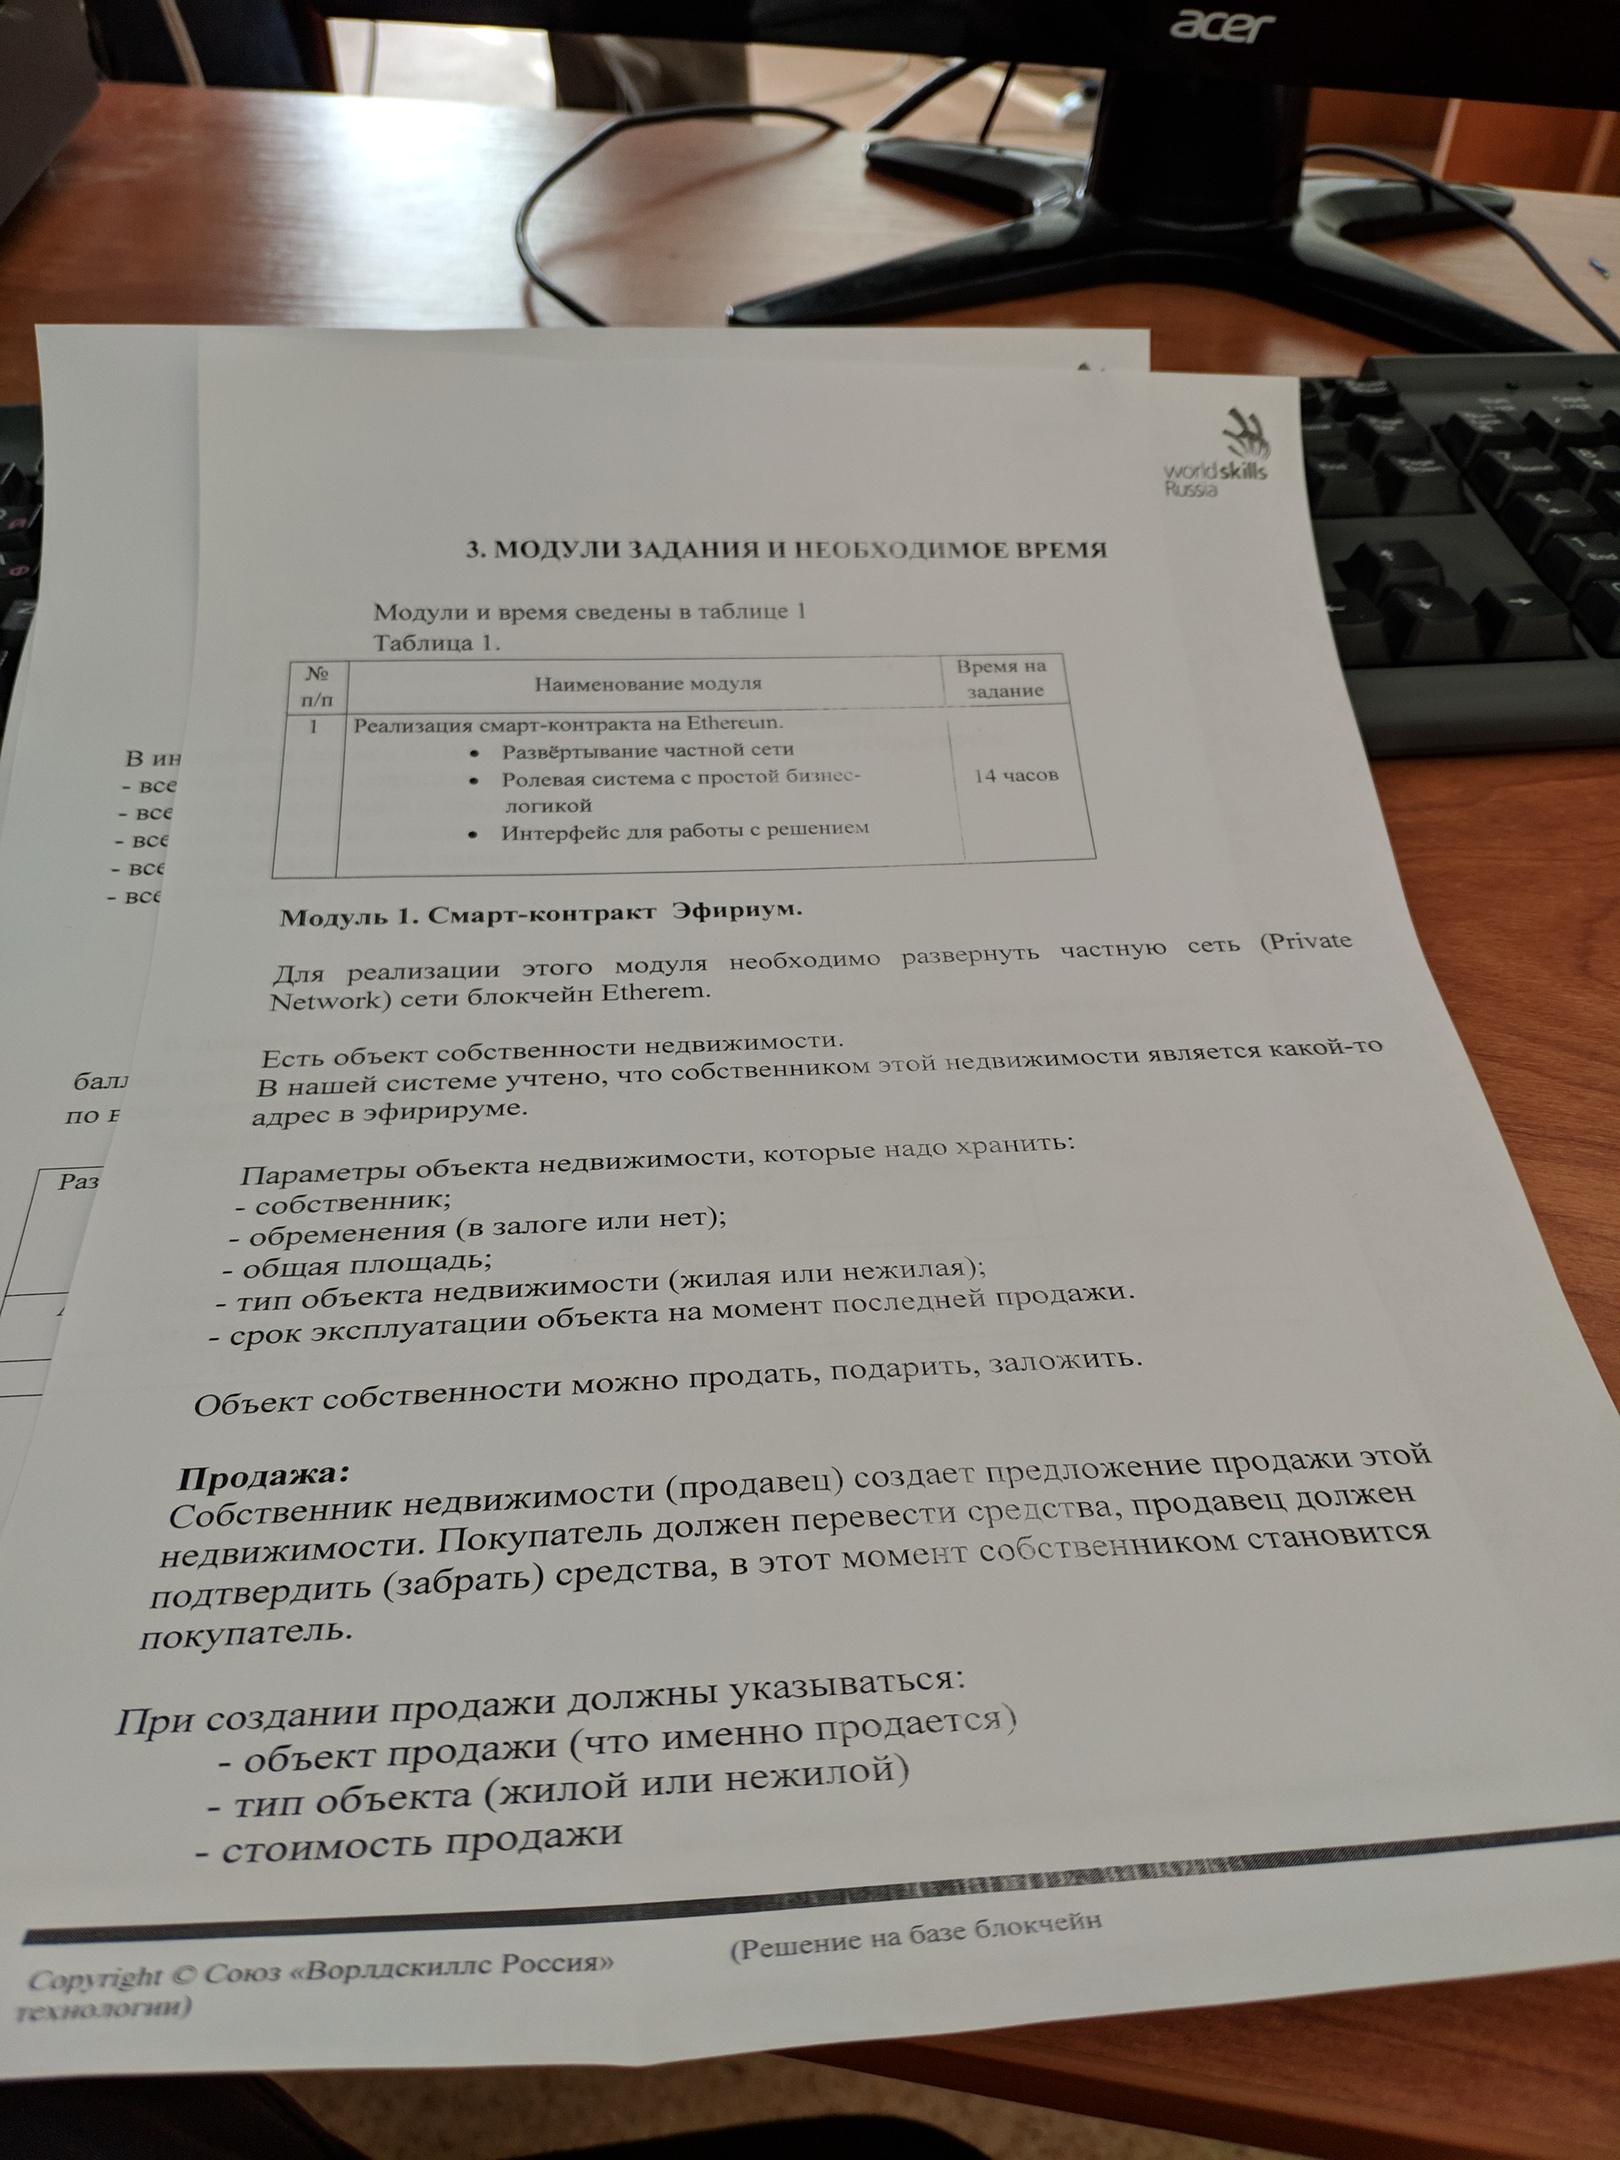 acer
worldskills
Russia
3. МОДУЛИ ЗАДАНИЯ И НЕОБХОДИМОЕ ВРЕМЯ
Модули и время сведены в таблице 1
Таблица 1.
№ п/п
Наименование модуля
Время на задание
1
Реализация смарт-контракта на Ethereum.
• Развёртывание частной сети
• Ролевая система с простой бизнес-
логикой
• Интерфейс для работы с решением
14 часов
Модуль 1. Смарт-контракт Эфириум.
Для реализации этого модуля необходимо развернуть частную сеть (Private
Network) сети блокчейн Etherem.
Есть объект собственности недвижимости.
В нашей системе учтено, что собственником этой недвижимости является какой-то
адрес в эфирируме.
Параметры объекта недвижимости, которые надо хранить:
- собственник;
- обременения (в залоге или нет);
- общая площадь;
- тип объекта недвижимости (жилая или нежилая);
- срок эксплуатации объекта на момент последней продажи.
Объект собственности можно продать, подарить, заложить.
Продажа:
Собственник недвижимости (продавец) создает предложение продажи этой
недвижимости. Покупатель должен перевести средства, продавец должен
подтвердить (забрать) средства, в этот момент собственником становится
покупатель.
При создании продажи должны указываться:
- объект продажи (что именно продается)
- тип объекта (жилой или нежилой)
- стоимость продажи
Copyright © Союз «Ворлдскиллс Россия» (Решение на базе блокчейн
технологии)
В ин
- все
- все
- все
- все
- все
балл
по в
Раз